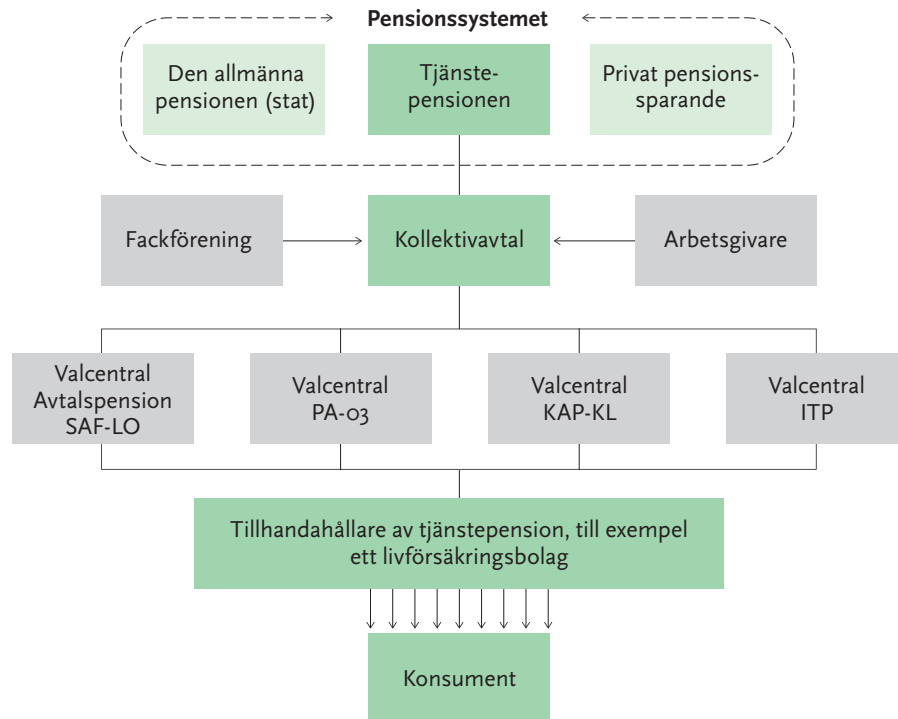 Pensionssystemet
Den allmänna
pensionen (stat)
Tjänste-
pensionen
Privat pensions-
sparande
Fackförening
Kollektivavtal
Arbetsgivare
Valcentral
Avtalspension
SAF-LO
Valcentral
PA-03
Valcentral
KAP-KL
Valcentral
ITP
Tillhandahållare av tjänstepension, till exempel
ett livförsäkringsbolag
Konsument